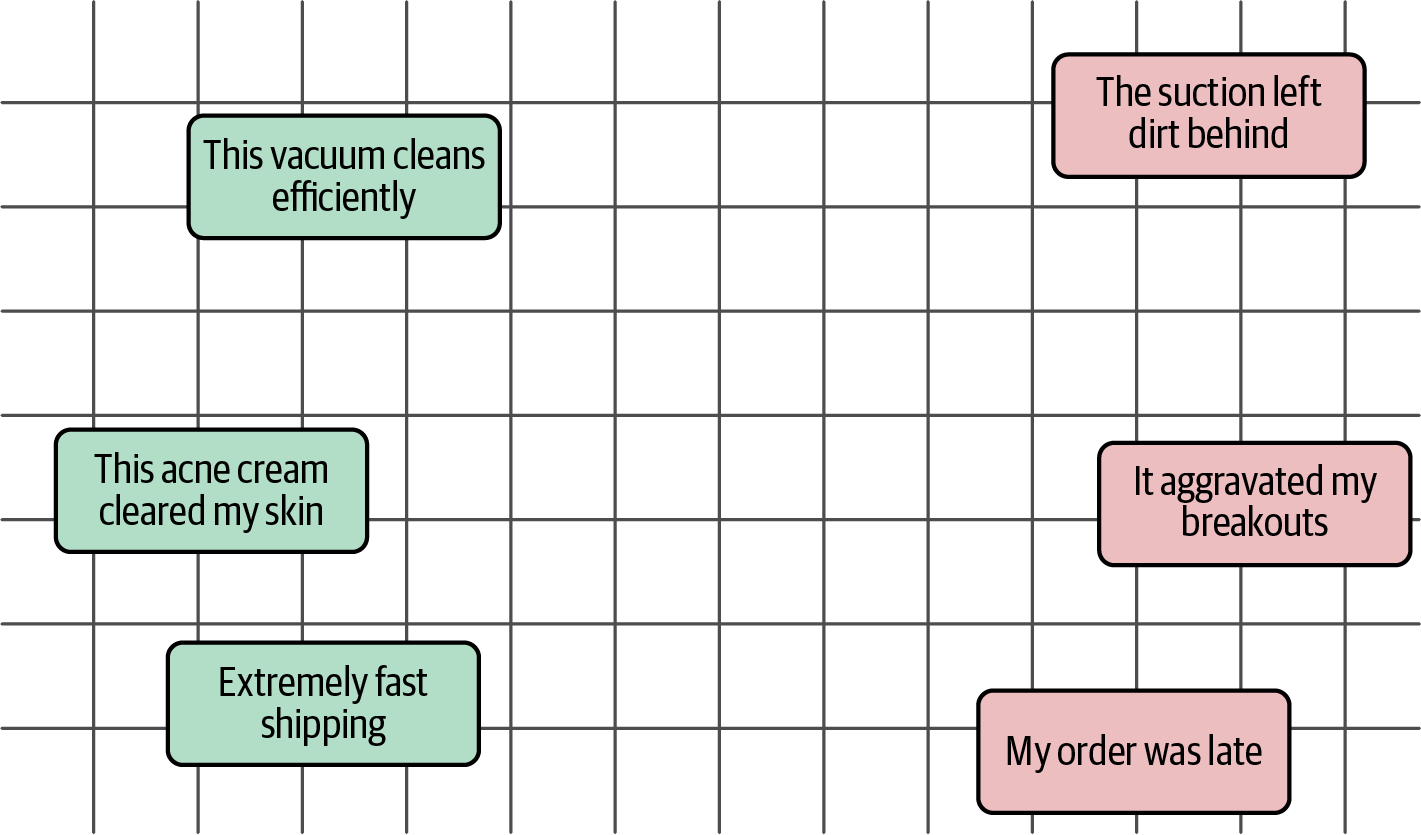 The suction left
dirt behind
This vacuum cleans
efficiently
This acne cream
cleared my skin
It aggravated my
breakouts
Extremely fast
shipping
My order was late